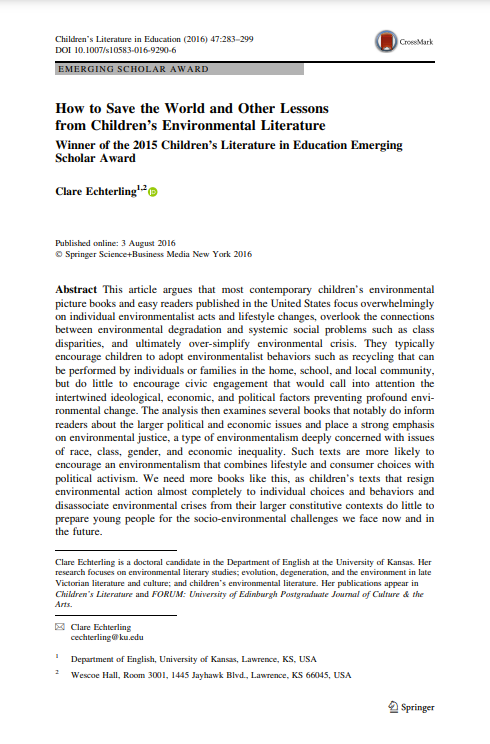 Children's Literature in Education (2016) 47:283–299
DOI 10.1007/s10583-016-9290-6
CrossMark
EMERGING SCHOLAR AWARD
How to Save the World and Other Lessons
from Children's Environmental Literature
Winner of the 2015 Children's Literature in Education Emerging
Scholar Award
Clare Echterling1,2
Published online: 3 August 2016
© Springer Science+Business Media New York 2016
Abstract This article argues that most contemporary children's environmental
picture books and easy readers published in the United States focus overwhelmingly
on individual environmentalist acts and lifestyle changes, overlook the connections
between environmental degradation and systemic social problems such as class
disparities, and ultimately over-simplify environmental crisis. They typically
encourage children to adopt environmentalist behaviors such as recycling that can
be performed by individuals or families in the home, school, and local community,
but do little to encourage civic engagement that would call into attention the
intertwined ideological, economic, and political factors preventing profound envi-
ronmental change. The analysis then examines several books that notably do inform
readers about the larger political and economic issues and place a strong emphasis
on environmental justice, a type of environmentalism deeply concerned with issues
of race, class, gender, and economic inequality. Such texts are more likely to
encourage an environmentalism that combines lifestyle and consumer choices with
political activism. We need more books like this, as children's texts that resign
environmental action almost completely to individual choices and behaviors and
disassociate environmental crises from their larger constitutive contexts do little to
prepare young people for the socio-environmental challenges we face now and in
the future.
Clare Echterling is a doctoral candidate in the Department of English at the University of Kansas. Her
research focuses on environmental literary studies; evolution, degeneration, and the environment in late
Victorian literature and culture; and children's environmental literature. Her publications appear in
Children's Literature and FORUM: University of Edinburgh Postgraduate Journal of Culture & the
Arts.
Clare Echterling
cechterling@ku.edu
1 Department of English, University of Kansas, Lawrence, KS, USA
2 Wescoe Hall, Room 3001, 1445 Jayhawk Blvd., Lawrence, KS 66045, USA
Springer